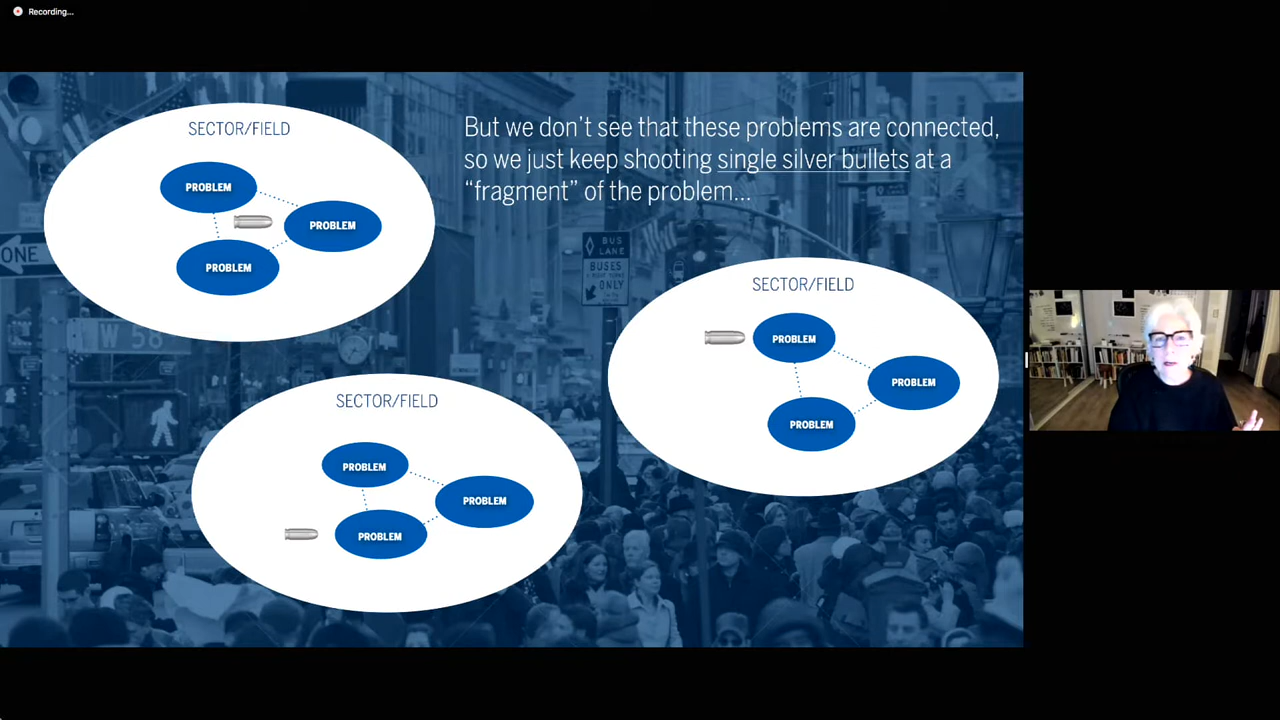 Recording...
SECTOR/FIELD
PROBLEM
PROBLEM
PROBLEM
But we don't see that these problems are connected,
so we just keep shooting single silver bullets at a
“fragment” of the problem...
SECTOR/FIELD
PROBLEM
PROBLEM
PROBLEM
SECTOR/FIELD
PROBLEM
PROBLEM
PROBLEM
BUS
LANE
BUSES
ONLY
ONE
W 58